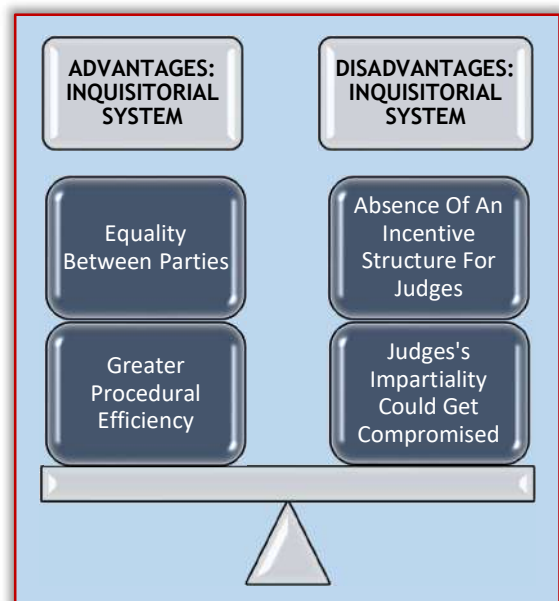 ADVANTAGES:
INQUISITORIAL
SYSTEM
DISADVANTAGES:
INQUISITORIAL
SYSTEM
Equality
Between Parties
Absence Of An
Incentive
Structure For
Judges
Greater
Procedural
Efficiency
Judges's
Impartiality
Could Get
Compromised